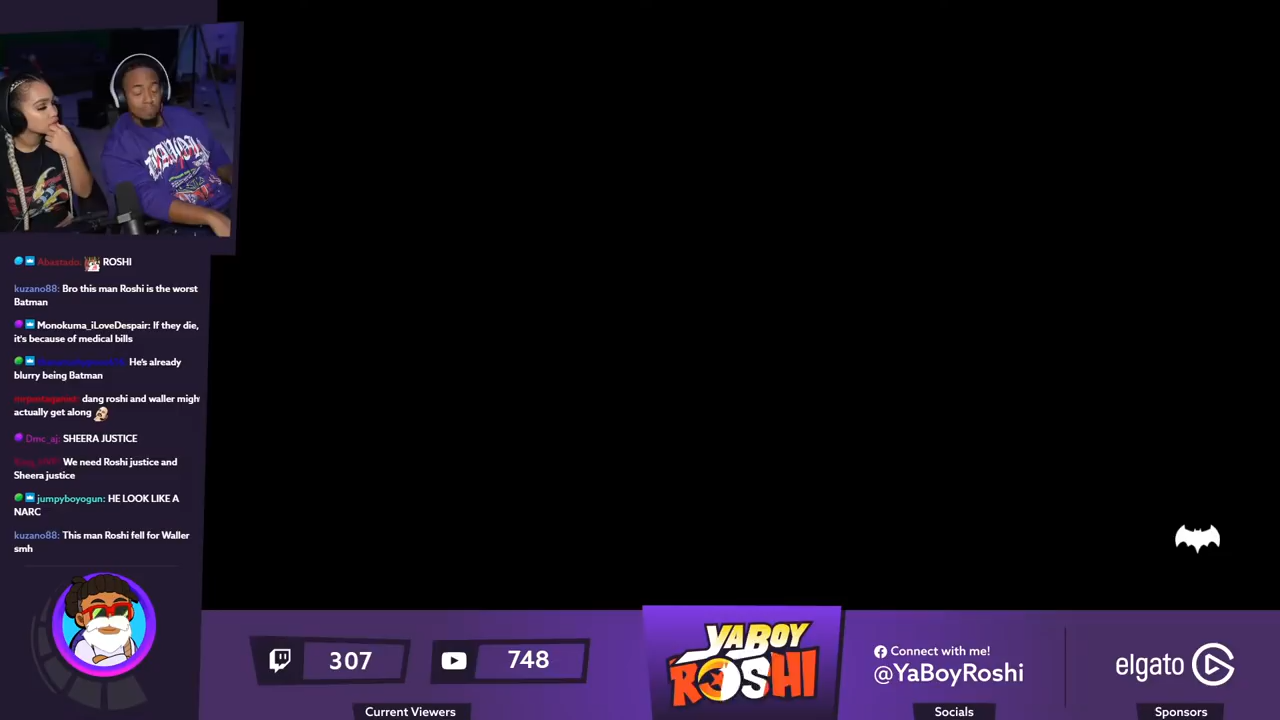 Abaztado: ROSHI
kuzano88: Bro this man Roshi is the worst
Batman
Monokuma_iLoveDespair: If they die,
it's because of medical bills
He's already
blurry being Batman
dang roshi and waller migh
actually get along
Dmc_aj: SHEERA JUSTICE
We need Roshi justice and
Sheera justice
jumpyboyogun: HE LOOK LIKE A
NARC
kuzano88: This man Roshi fell for Waller
smh
307
748
Current Viewers
YABOY
ROSHI
Connect with me!
@YaBoyRoshi
Socials
elgato
Sponsors